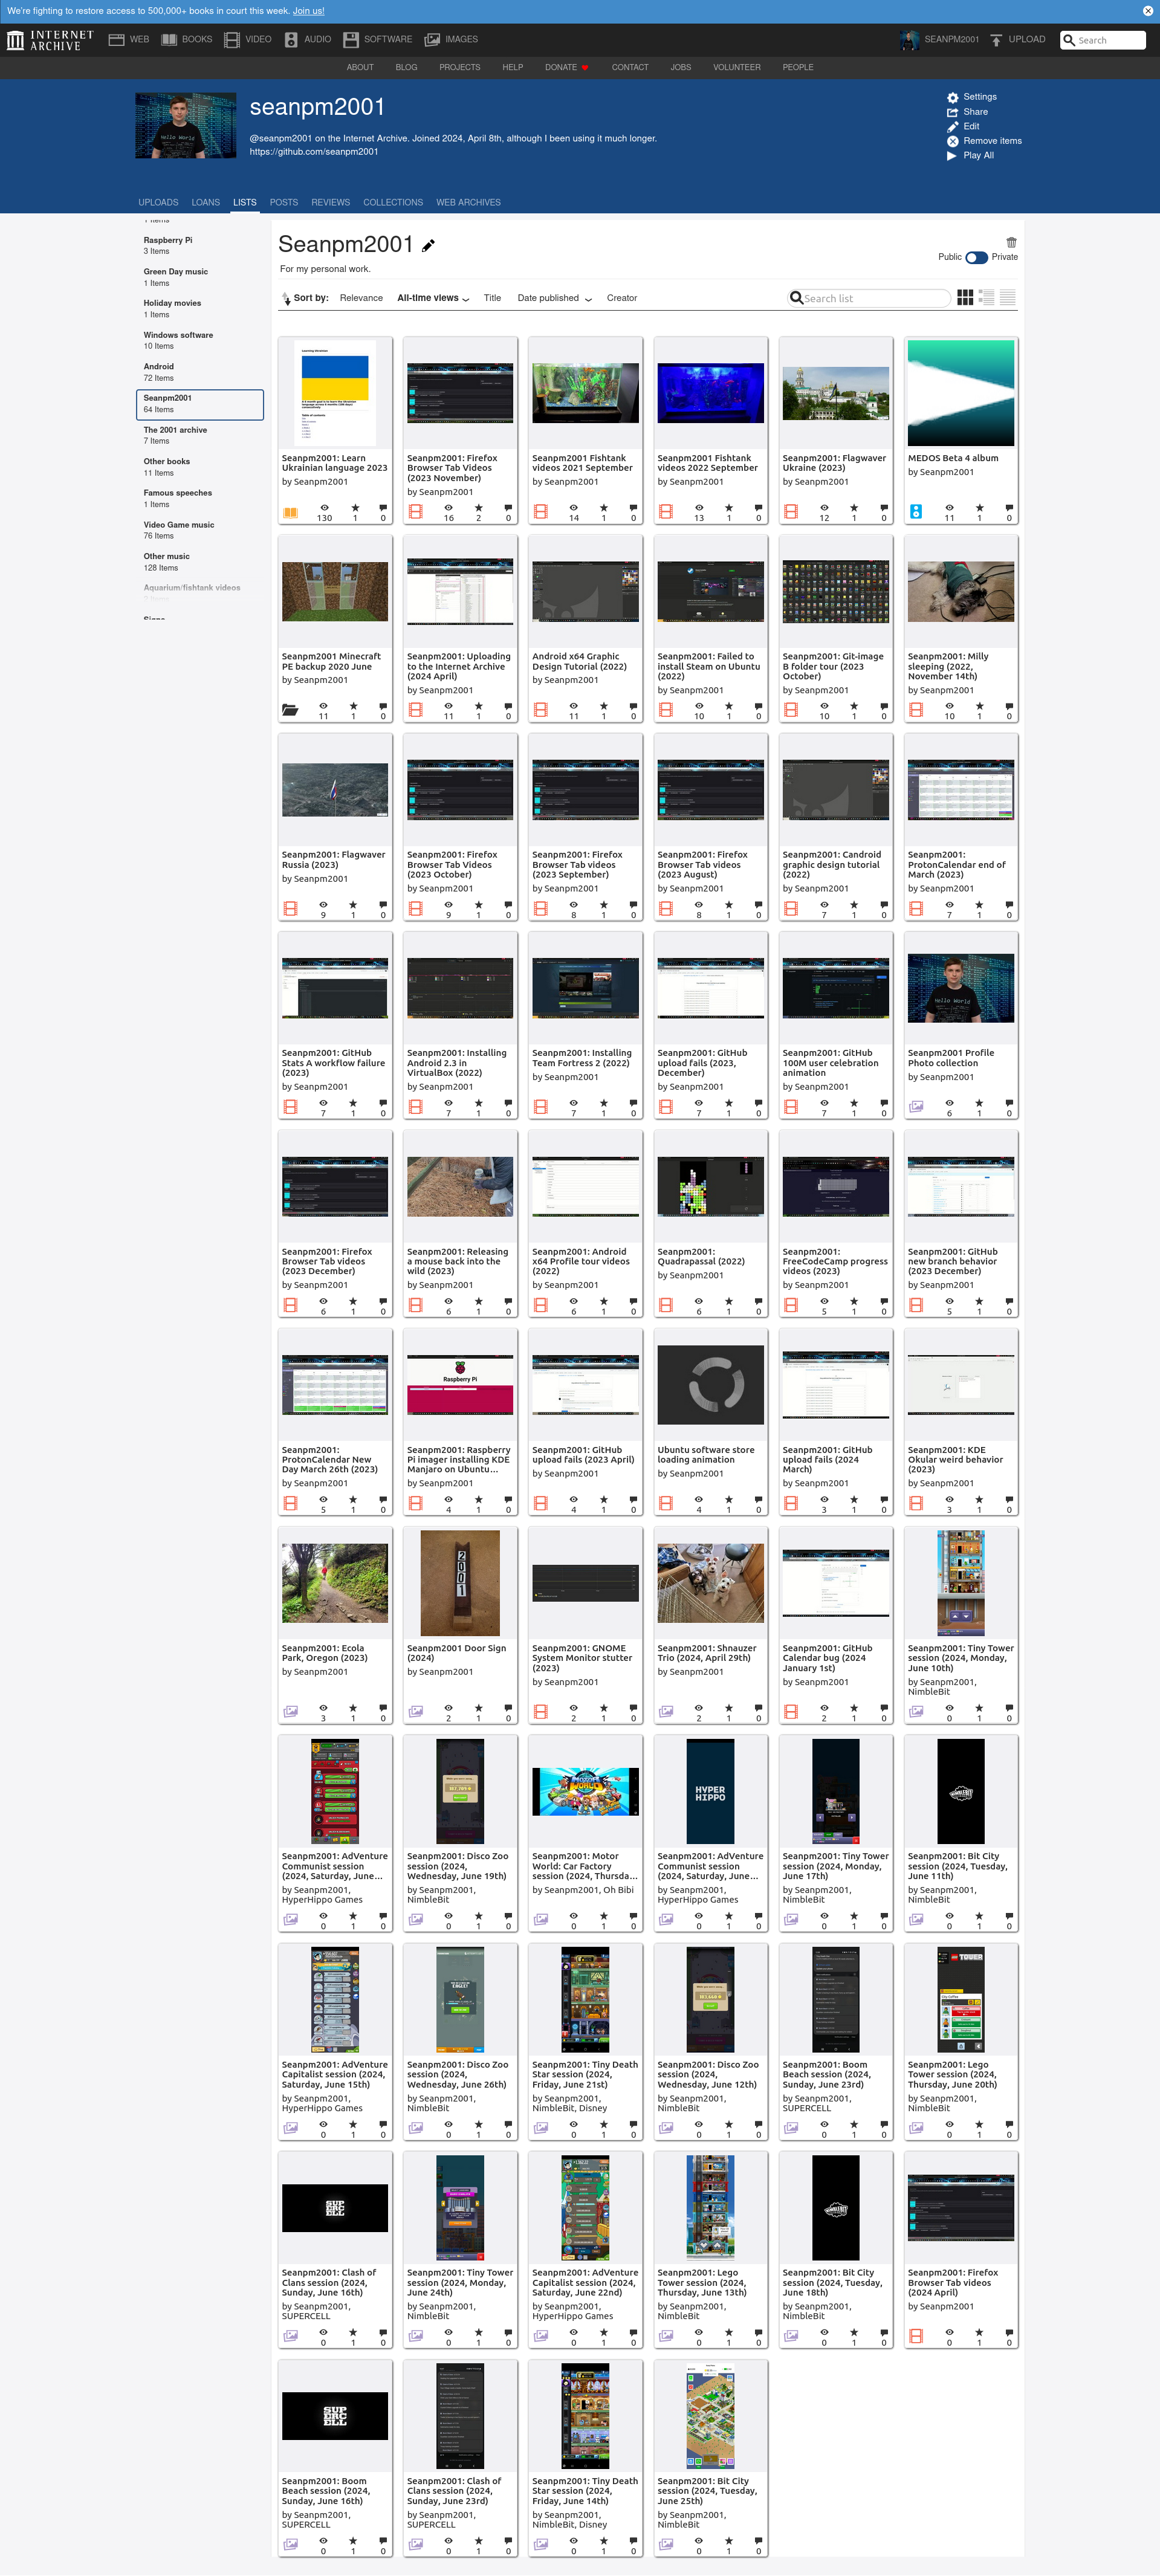 We're fighting to restore access to 500,000+ books in court this week. Join us!
INTERNET ARCHIVE
WEB BOOKS VIDEO AUDIO SOFTWARE IMAGES
SEANPM2001 UPLOAD Search
ABOUT BLOG PROJECTS HELP DONATE CONTACT JOBS VOLUNTEER PEOPLE
seanpm2001
@seanpm2001 on the Internet Archive. Joined 2024, April 8th, although I been using it much longer.
https://github.com/seanpm2001
Settings
Share
Edit
Remove items
Play All
UPLOADS LOANS LISTS POSTS REVIEWS COLLECTIONS WEB ARCHIVES
Raspberry Pi
3 Items
Green Day music
1 Items
Holiday movies
1 Items
Windows software
10 Items
Android
72 Items
Seanpm2001
64 Items
The 2001 archive
7 Items
Other books
11 Items
Famous speeches
1 Items
Video Game music
76 Items
Other music
128 Items
Aquarium/fishtank videos
Seanpm2001
For my personal work.
Public Private
Sort by: Relevance All-time views Title Date published Creator
Search list
Seanpm2001: Learn Ukrainian language 2023
by Seanpm2001
130 1 0
Seanpm2001: Firefox Browser Tab Videos (2023 November)
by Seanpm2001
16 2 0
Seanpm2001 Fishtank videos 2021 September
by Seanpm2001
14 1 0
Seanpm2001 Fishtank videos 2022 September
by Seanpm2001
13 1 0
Seanpm2001: Flagwaver Ukraine (2023)
by Seanpm2001
12 1 0
MEDOS Beta 4 album
by Seanpm2001
11 1 0
Seanpm2001 Minecraft PE backup 2020 June
by Seanpm2001
11 1 0
Seanpm2001: Uploading to the Internet Archive (2024 April)
by Seanpm2001
11 1 0
Android x64 Graphic Design Tutorial (2022)
by Seanpm2001
11 1 0
Seanpm2001: Failed to install Steam on Ubuntu (2022)
by Seanpm2001
10 1 0
Seanpm2001: Git-image B folder tour (2023 October)
by Seanpm2001
10 1 0
Seanpm2001: Milly sleeping (2022, November 14th)
by Seanpm2001
10 1 0
Seanpm2001: Flagwaver Russia (2023)
by Seanpm2001
9 1 0
Seanpm2001: Firefox Browser Tab Videos (2023 October)
by Seanpm2001
9 1 0
Seanpm2001: Firefox Browser Tab videos (2023 September)
by Seanpm2001
8 1 0
Seanpm2001: Firefox Browser Tab videos (2023 August)
by Seanpm2001
8 1 0
Seanpm2001: Candroid graphic design tutorial (2022)
by Seanpm2001
7 1 0
Seanpm2001: ProtonCalendar end of March (2023)
by Seanpm2001
7 1 0
Seanpm2001: GitHub Stats A workflow failure (2023)
by Seanpm2001
7 1 0
Seanpm2001: Installing Android 2.3 in VirtualBox (2022)
by Seanpm2001
7 1 0
Seanpm2001: Installing Team Fortress 2 (2022)
by Seanpm2001
7 1 0
Seanpm2001: GitHub upload fails (2023, December)
by Seanpm2001
7 1 0
Seanpm2001: GitHub 100M user celebration animation
by Seanpm2001
7 1 0
Hello World
Seanpm2001 Profile Photo collection
by Seanpm2001
6 1 0
Seanpm2001: Firefox Browser Tab videos (2023 December)
by Seanpm2001
6 1 0
Seanpm2001: Releasing a mouse back into the wild (2023)
by Seanpm2001
6 1 0
Seanpm2001: Android x64 Profile tour videos (2022)
by Seanpm2001
6 1 0
Seanpm2001: Quadrapassal (2022)
by Seanpm2001
6 1 0
Seanpm2001: FreeCodeCamp progress videos (2023)
by Seanpm2001
5 1 0
Seanpm2001: GitHub new branch behavior (2023 December)
by Seanpm2001
5 1 0
Seanpm2001: ProtonCalendar New Day March 26th (2023)
by Seanpm2001
5 1 0
Raspberry Pi
Seanpm2001: Raspberry Pi imager installing KDE Manjaro on Ubuntu...
by Seanpm2001
4 1 0
Seanpm2001: GitHub upload fails (2023 April)
by Seanpm2001
4 1 0
Ubuntu software store loading animation
by Seanpm2001
4 1 0
Seanpm2001: GitHub upload fails (2024 March)
by Seanpm2001
3 1 0
Seanpm2001: KDE Okular weird behavior (2023)
by Seanpm2001
3 1 0
Seanpm2001: Ecola Park, Oregon (2023)
by Seanpm2001
3 1 0
2001
Seanpm2001 Door Sign (2024)
by Seanpm2001
2 1 0
Seanpm2001: GNOME System Monitor stutter (2023)
by Seanpm2001
2 1 0
Seanpm2001: Shnauzer Trio (2024, April 29th)
by Seanpm2001
2 1 0
Seanpm2001: GitHub Calendar bug (2024 January 1st)
by Seanpm2001
2 1 0
Seanpm2001: Tiny Tower session (2024, Monday, June 10th)
by Seanpm2001, NimbleBit
0 1 0
Seanpm2001: AdVenture Communist session (2024, Saturday, June...
by Seanpm2001, HyperHippo Games
0 1 0
Seanpm2001: Disco Zoo session (2024, Wednesday, June 19th)
by Seanpm2001, NimbleBit
0 1 0
Seanpm2001: Motor World: Car Factory session (2024, Thursda...
by Seanpm2001, Oh Bibi
0 1 0
HYPER HIPPO
Seanpm2001: AdVenture Communist session (2024, Saturday, June...
by Seanpm2001, HyperHippo Games
0 1 0
Seanpm2001: Tiny Tower session (2024, Monday, June 17th)
by Seanpm2001, NimbleBit
0 1 0
Seanpm2001: Bit City session (2024, Tuesday, June 11th)
by Seanpm2001, NimbleBit
0 1 0
Seanpm2001: AdVenture Capitalist session (2024, Saturday, June 15th)
by Seanpm2001, HyperHippo Games
0 1 0
Seanpm2001: Disco Zoo session (2024, Wednesday, June 26th)
by Seanpm2001, NimbleBit
0 1 0
Seanpm2001: Tiny Death Star session (2024, Friday, June 21st)
by Seanpm2001, NimbleBit, Disney
0 1 0
Seanpm2001: Disco Zoo session (2024, Wednesday, June 12th)
by Seanpm2001, NimbleBit
0 1 0
Seanpm2001: Boom Beach session (2024, Sunday, June 23rd)
by Seanpm2001, SUPERCELL
0 1 0
TOWER
Seanpm2001: Lego Tower session (2024, Thursday, June 20th)
by Seanpm2001, NimbleBit
0 1 0
SUPERCELL
Seanpm2001: Clash of Clans session (2024, Sunday, June 16th)
by Seanpm2001, SUPERCELL
0 1 0
Seanpm2001: Tiny Tower session (2024, Monday, June 24th)
by Seanpm2001, NimbleBit
0 1 0
Seanpm2001: AdVenture Capitalist session (2024, Saturday, June 22nd)
by Seanpm2001, HyperHippo Games
0 1 0
Seanpm2001: Lego Tower session (2024, Thursday, June 13th)
by Seanpm2001, NimbleBit
0 1 0
Seanpm2001: Bit City session (2024, Tuesday, June 18th)
by Seanpm2001, NimbleBit
0 1 0
Seanpm2001: Firefox Browser Tab videos (2024 April)
by Seanpm2001
0 1 0
SUPERCELL
Seanpm2001: Boom Beach session (2024, Sunday, June 16th)
by Seanpm2001, SUPERCELL
0 1 0
Seanpm2001: Clash of Clans session (2024, Sunday, June 23rd)
by Seanpm2001, SUPERCELL
0 1 0
Seanpm2001: Tiny Death Star session (2024, Friday, June 14th)
by Seanpm2001, NimbleBit, Disney
0 1 0
Seanpm2001: Bit City session (2024, Tuesday, June 25th)
by Seanpm2001, NimbleBit
0 1 0